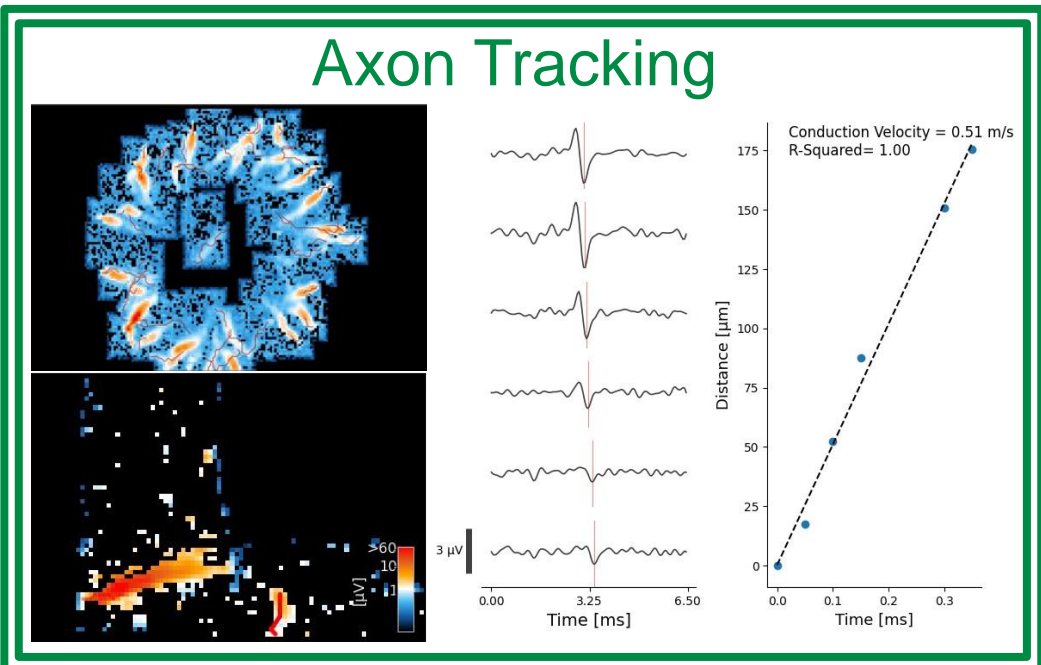 Axon Tracking
>60
10
1
[µV]
3 µV
0.00
3.25
6.50
Time [ms]
Conduction Velocity = 0.51 m/s
R-Squared= 1.00
175
150
125
100
75
50
25
0
Distance [µm]
0.0
0.1
0.2
0.3
Time [ms]